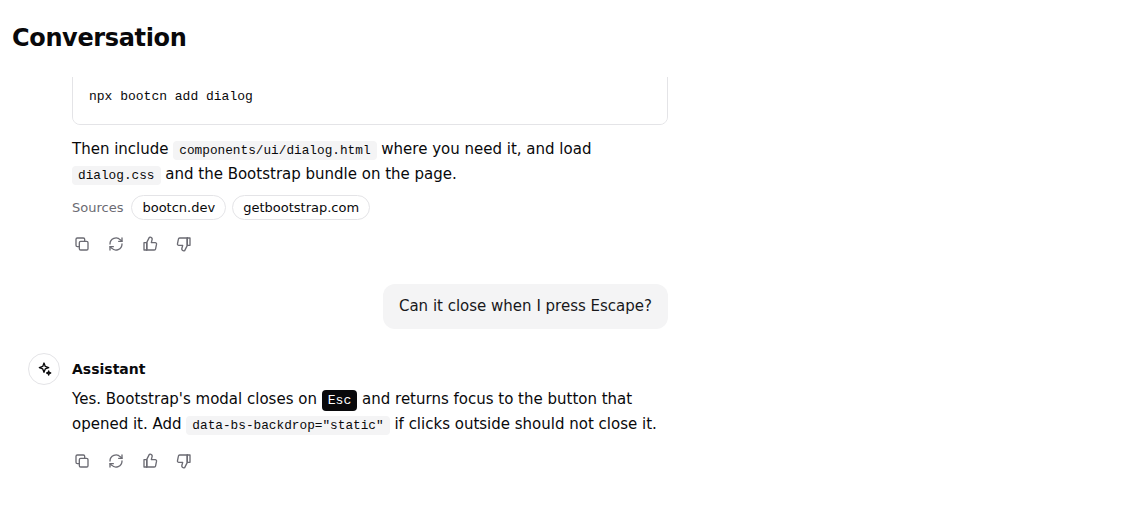 Conversation
npx bootcn add dialog
Then include components/ui/dialog.html where you need it, and load
dialog.css and the Bootstrap bundle on the page.
Sources bootcn.dev getbootstrap.com
Can it close when I press Escape?
Assistant
Yes. Bootstrap's modal closes on Esc and returns focus to the button that
opened it. Add data-bs-backdrop="static" if clicks outside should not close it.